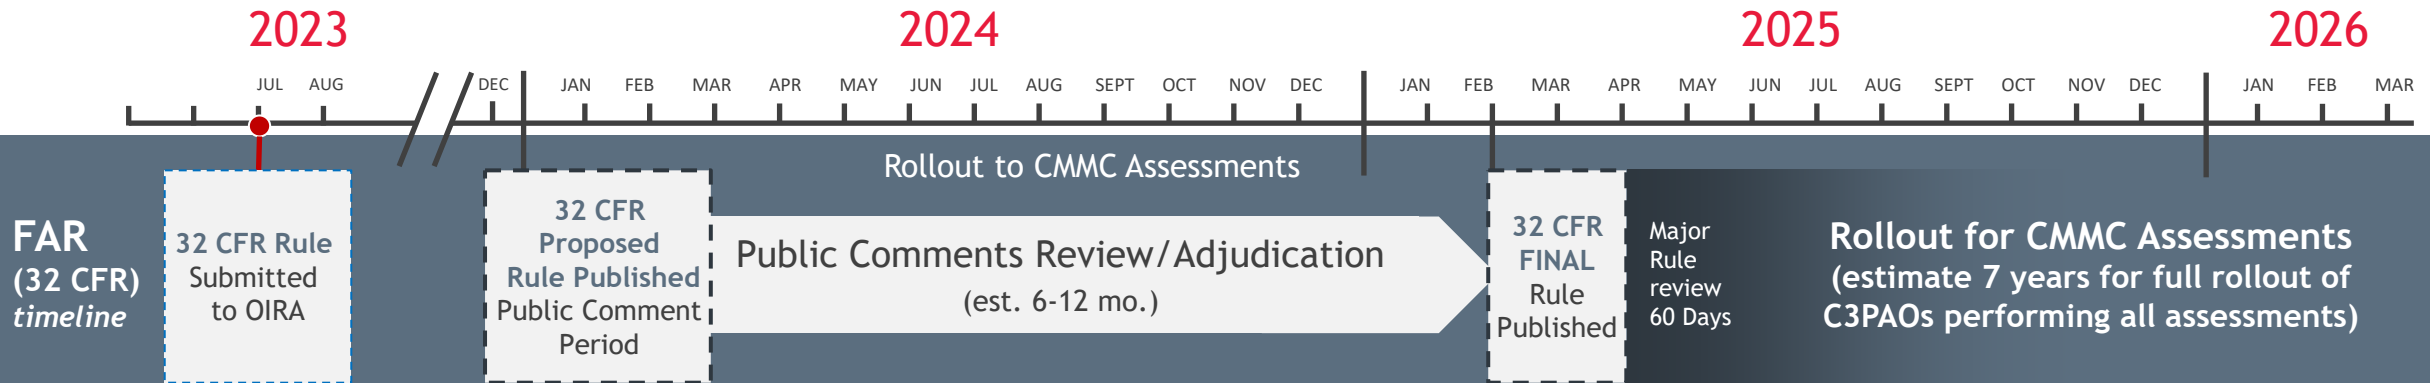 2023
2024
2025
2026
JUL AUG DEC JAN FEB MAR APR MAY JUN JUL AUG SEPT OCT NOV DEC JAN FEB MAR APR MAY JUN JUL AUG SEPT OCT NOV DEC JAN FEB MAR
Rollout to CMMC Assessments
FAR
(32 CFR)
timeline
32 CFR Rule
Submitted
to OIRA
32 CFR
Proposed
Rule Published
Public Comment
Period
Public Comments Review/Adjudication
(est. 6-12 mo.)
32 CFR
FINAL
Rule
Published
Major
Rule
review
60 Days
Rollout for CMMC Assessments
(estimate 7 years for full rollout of
C3PAOs performing all assessments)